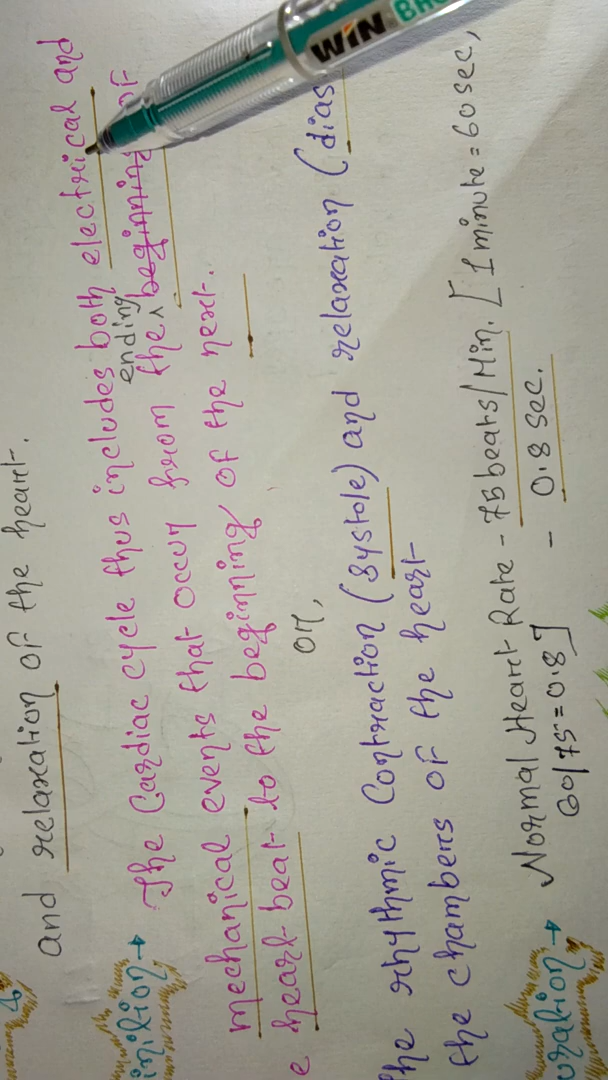 and relaxation of the heart.
inition → The Cardiac cycle thus includes both electrical and
ending
mechanical events that occur from the ^ beginning of
e heart beat to the beginning of the next.
or,
the rhythmic Contraction (systole) and relaxation (dias
the chambers of the heart
uration → Normal Heart Rate - 75 beats/Min. [1 minute = 60 sec,
60/75 = 0.8] - 0.8 sec.
WIN